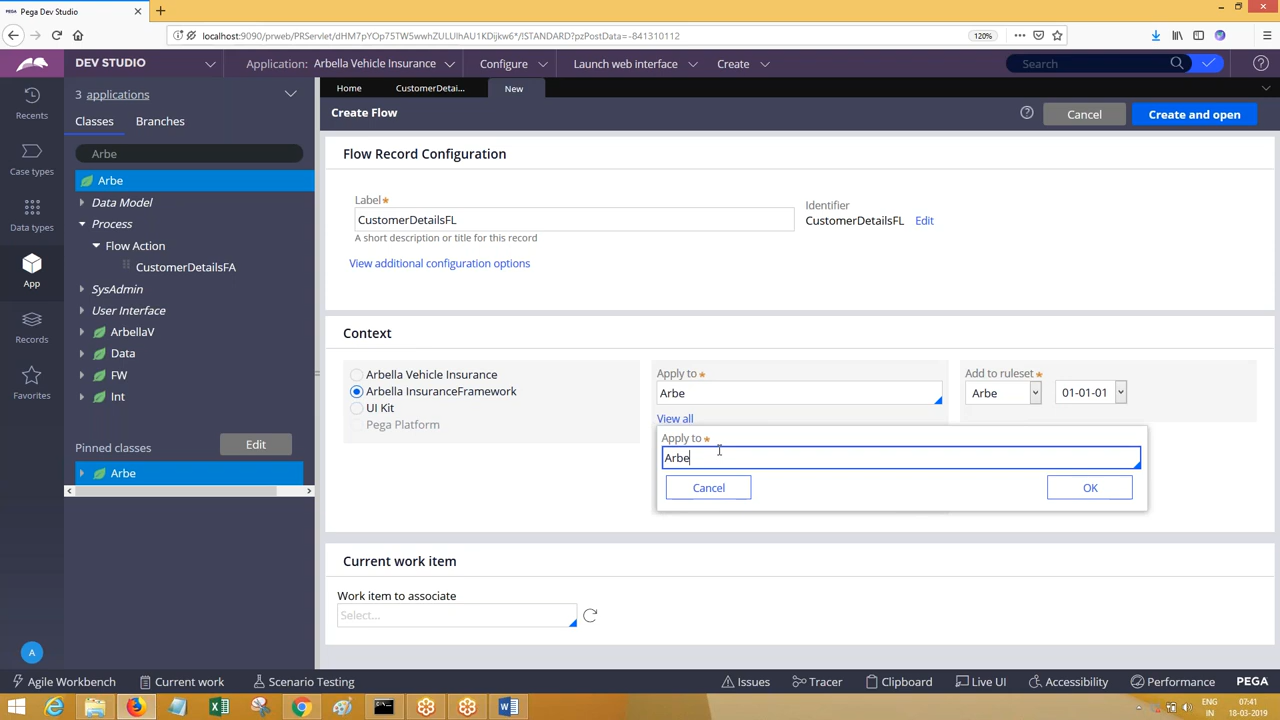 Pega Dev Studio
localhost:9090/prweb/PRServlet/dHM7pYOp75TW5wwhZULUlhAU1KDijkw6*/!STANDARD?pzPostData=-841310112
120%
DEV STUDIO
Application: Arbella Vehicle Insurance
Configure
Launch web interface
Create
Search
3 applications
Home
CustomerDetai...
New
Recents
Classes
Branches
Create Flow
Cancel
Create and open
Arbe
Flow Record Configuration
Case types
Arbe
Data Model
Label
Identifier
Process
CustomerDetailsFL
CustomerDetailsFL Edit
Data types
Flow Action
A short description or title for this record
CustomerDetailsFA
View additional configuration options
App
SysAdmin
User Interface
ArbellaV
Context
Records
Data
FW
Arbella Vehicle Insurance
Apply to
Add to ruleset
Int
Arbella InsuranceFramework
Arbe
Arbe
01-01-01
Favorites
UI Kit
View all
Pega Platform
Pinned classes
Edit
Apply to
Arbe
Arbe
Cancel
OK
Current work item
Work item to associate
Select...
A
Agile Workbench
Current work
Scenario Testing
Issues
Tracer
Clipboard
Live UI
Accessibility
Performance
PEGA
ENG
IN
07:41
18-03-2019